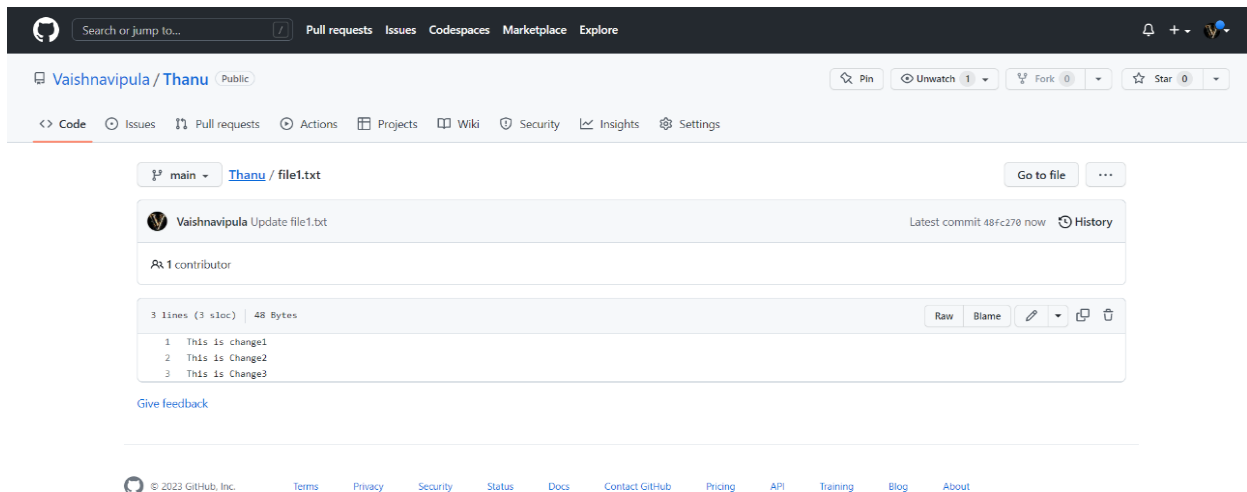 Search or jump to... / Pull requests Issues Codespaces Marketplace Explore
Vaishnavipula / Thanu Public Pin Unwatch 1 Fork 0 Star 0
<> Code Issues Pull requests Actions Projects Wiki Security Insights Settings
main Thanu / file1.txt Go to file ...
Vaishnavipula Update file1.txt Latest commit 48fc270 now History
1 contributor
3 lines (3 sloc) 48 Bytes Raw Blame
1 This is change1
2 This is Change2
3 This is Change3
Give feedback
© 2023 GitHub, Inc. Terms Privacy Security Status Docs Contact GitHub Pricing API Training Blog About